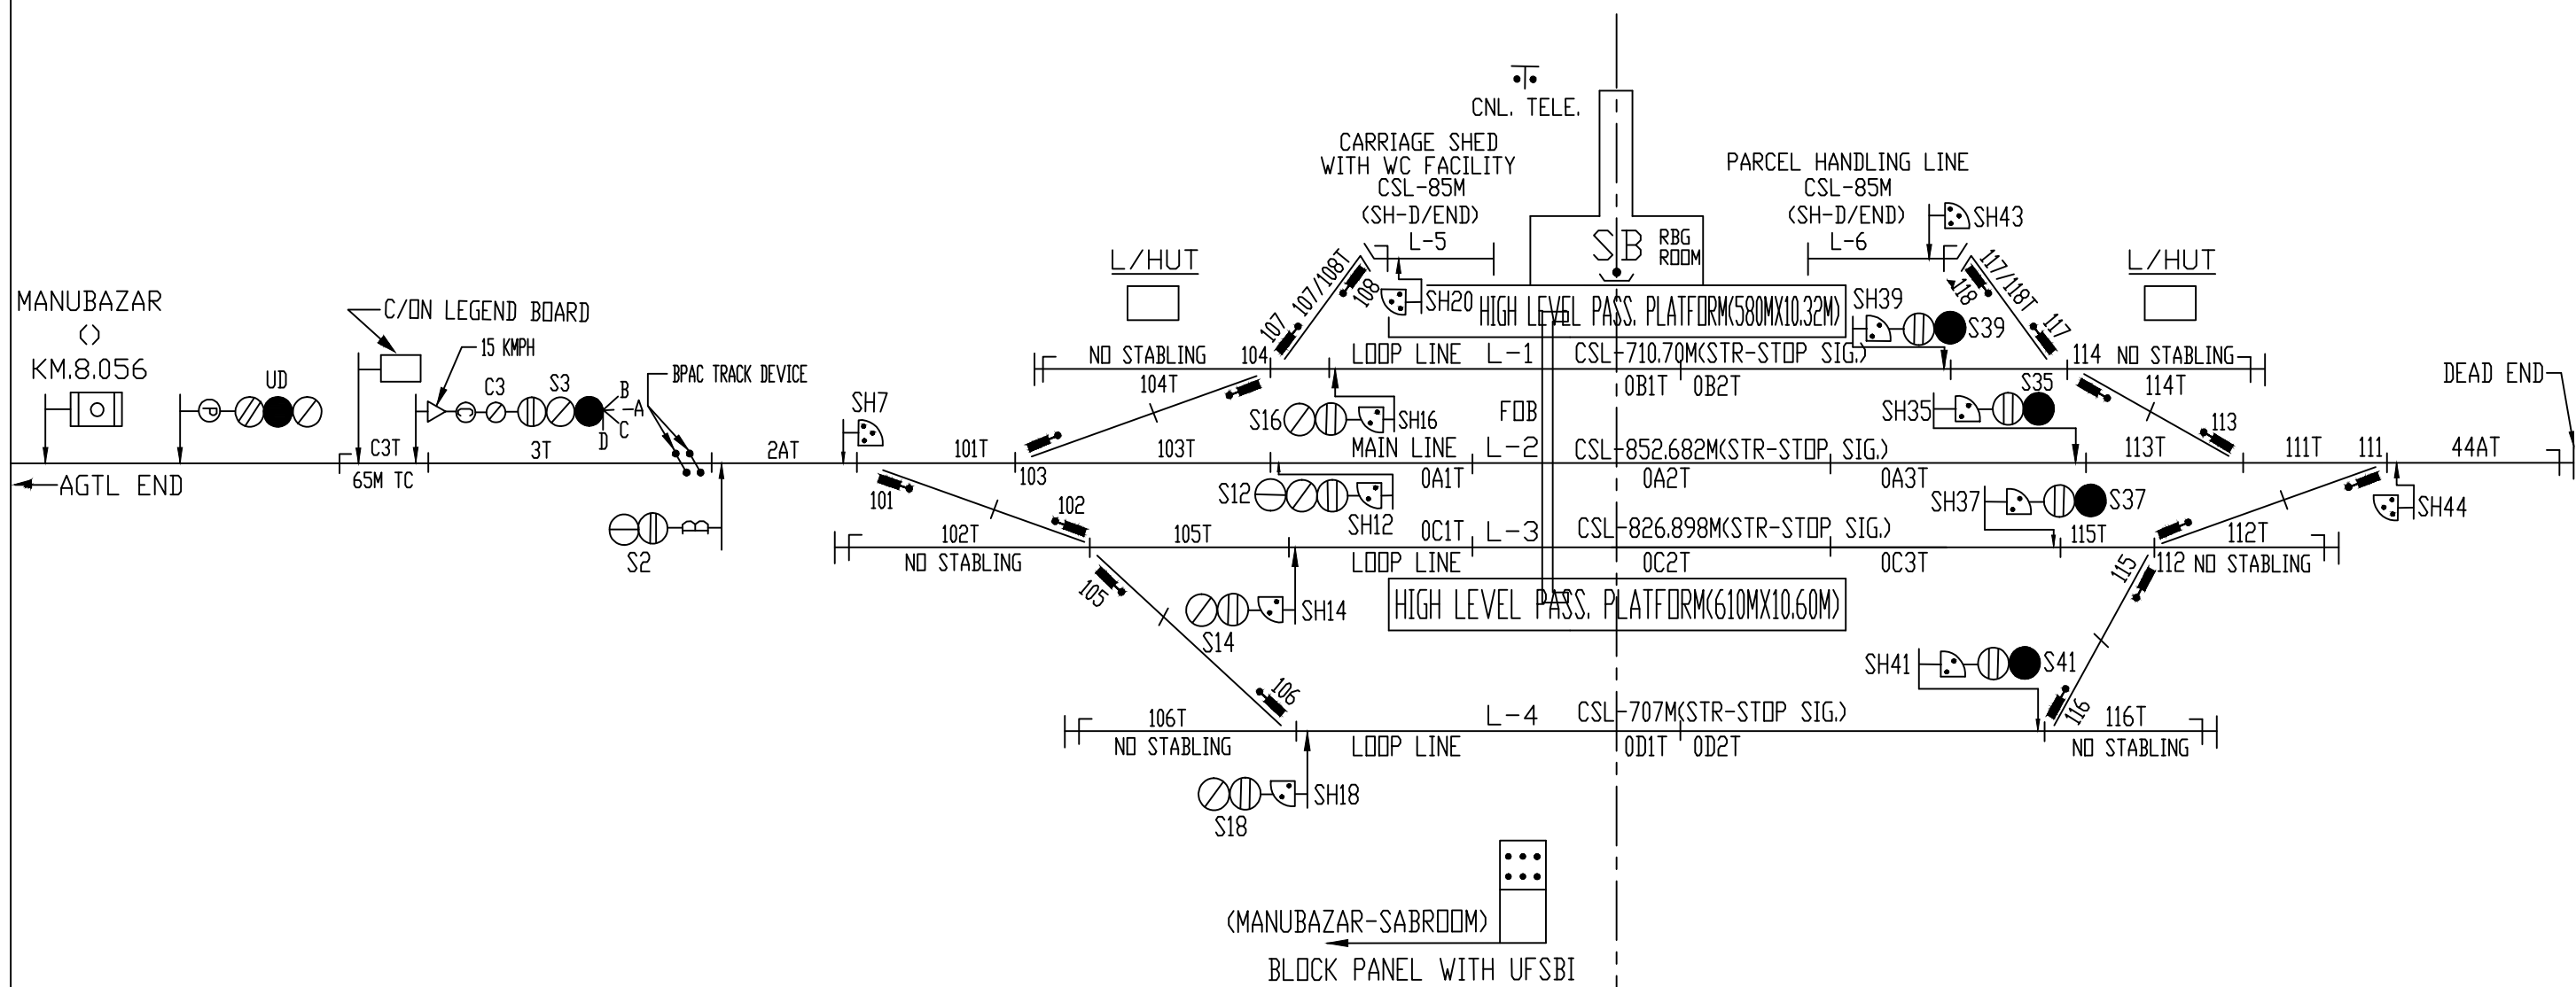 CNL. TELE.
CARRIAGE SHED
WITH WC FACILITY
CSL-85M
(SH-D/END)
L-5
PARCEL HANDLING LINE
CSL-85M
(SH-D/END)
L-6
SH43
SB
RBG
ROOM
L/HUT
L/HUT
MANUBAZAR
()
KM.8.056
C/ON LEGEND BOARD
15 KMPH
107/108T
108
107
SH20
HIGH LEVEL PASS. PLATFORM(580MX10.32M)
SH39
S39
118
117/118T
117
NO STABLING
104
LOOP LINE
L-1
CSL-710.70M(STR-STOP SIG.)
114
NO STABLING
DEAD END
UD
P
C3
C
S3
B
A
C
D
BPAC TRACK DEVICE
104T
0B1T
0B2T
S35
114T
SH7
S16
SH16
FOB
SH35
113
C3T
3T
2AT
101T
103T
MAIN LINE
L-2
CSL-852.682M(STR-STOP SIG.)
113T
111T
111
44AT
AGTL END
65M TC
103
0A1T
0A2T
0A3T
101
102
S12
SH12
SH37
S37
SH44
S2
B
102T
105T
0C1T
L-3
CSL-826.898M(STR-STOP SIG.)
115T
112T
NO STABLING
LOOP LINE
0C2T
0C3T
115
112
NO STABLING
105
HIGH LEVEL PASS. PLATFORM(610MX10.60M)
SH14
S14
SH41
S41
106
116
106T
L-4
CSL-707M(STR-STOP SIG.)
116T
NO STABLING
LOOP LINE
0D1T
0D2T
NO STABLING
SH18
S18
(MANUBAZAR-SABROOM)
BLOCK PANEL WITH UFSBI